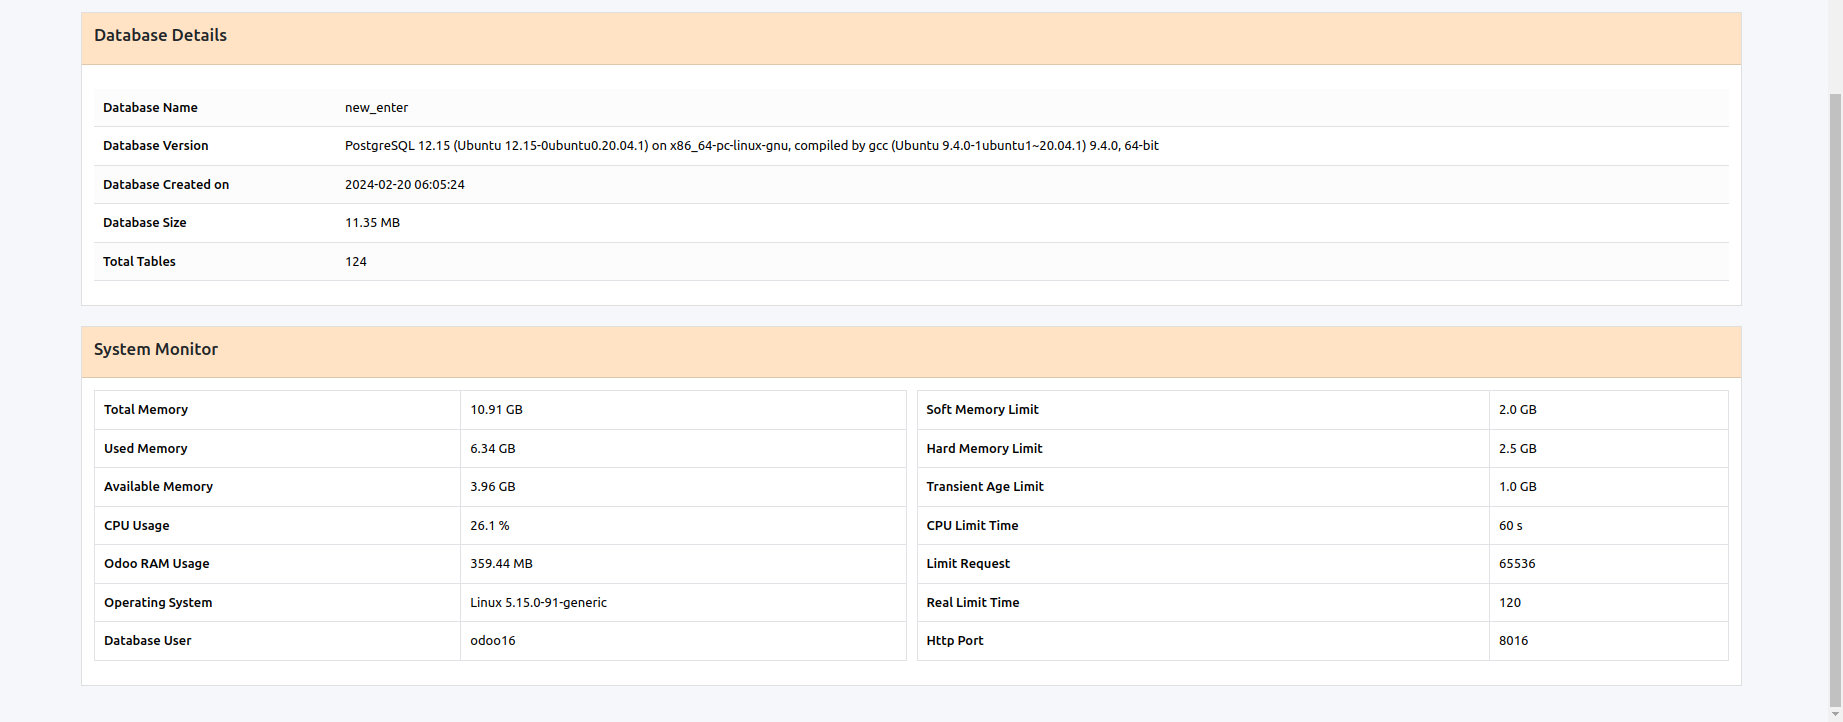 Database Details
Database Name new_enter
Database Version PostgreSQL 12.15 (Ubuntu 12.15-0ubuntu0.20.04.1) on x86_64-pc-linux-gnu, compiled by gcc (Ubuntu 9.4.0-1ubuntu1~20.04.1) 9.4.0, 64-bit
Database Created on 2024-02-20 06:05:24
Database Size 11.35 MB
Total Tables 124
System Monitor
Total Memory 10.91 GB
Used Memory 6.34 GB
Available Memory 3.96 GB
CPU Usage 26.1 %
Odoo RAM Usage 359.44 MB
Operating System Linux 5.15.0-91-generic
Database User odoo16
Soft Memory Limit 2.0 GB
Hard Memory Limit 2.5 GB
Transient Age Limit 1.0 GB
CPU Limit Time 60 s
Limit Request 65536
Real Limit Time 120
Http Port 8016